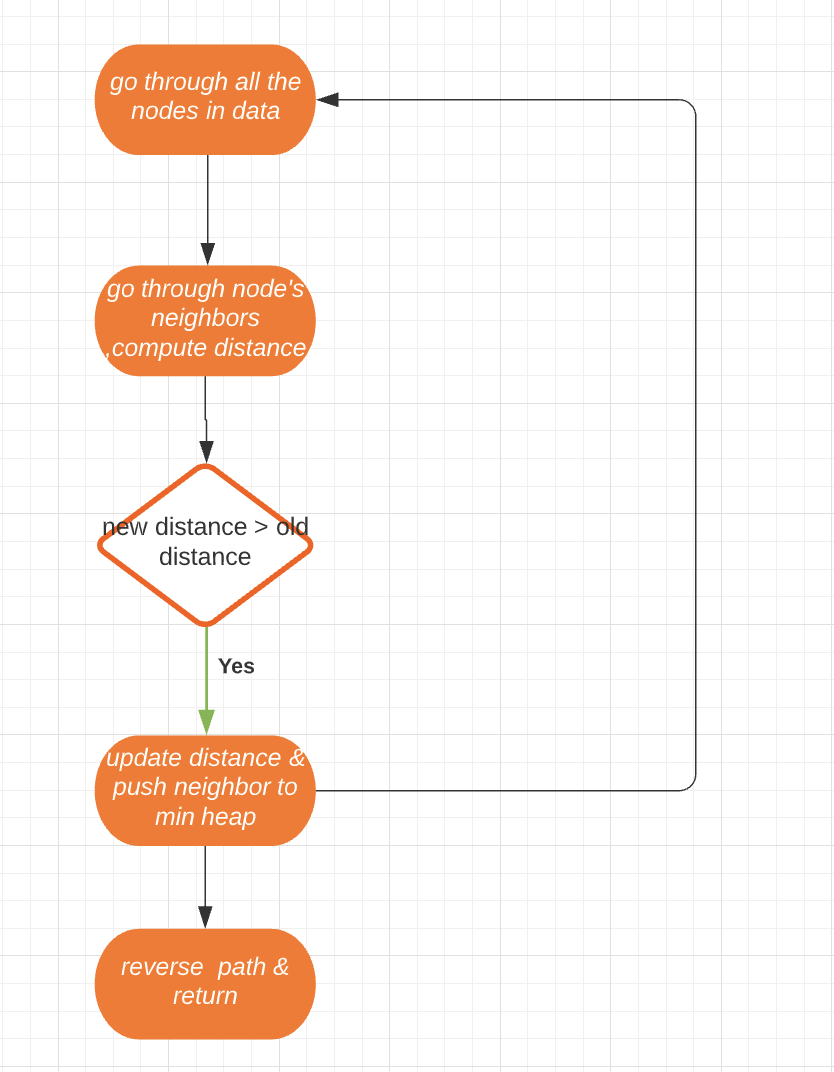 go through all the
nodes in data
go through node's
neighbors
,compute distance
new distance > old
distance
Yes
update distance &
push neighbor to
min heap
reverse  path &
return